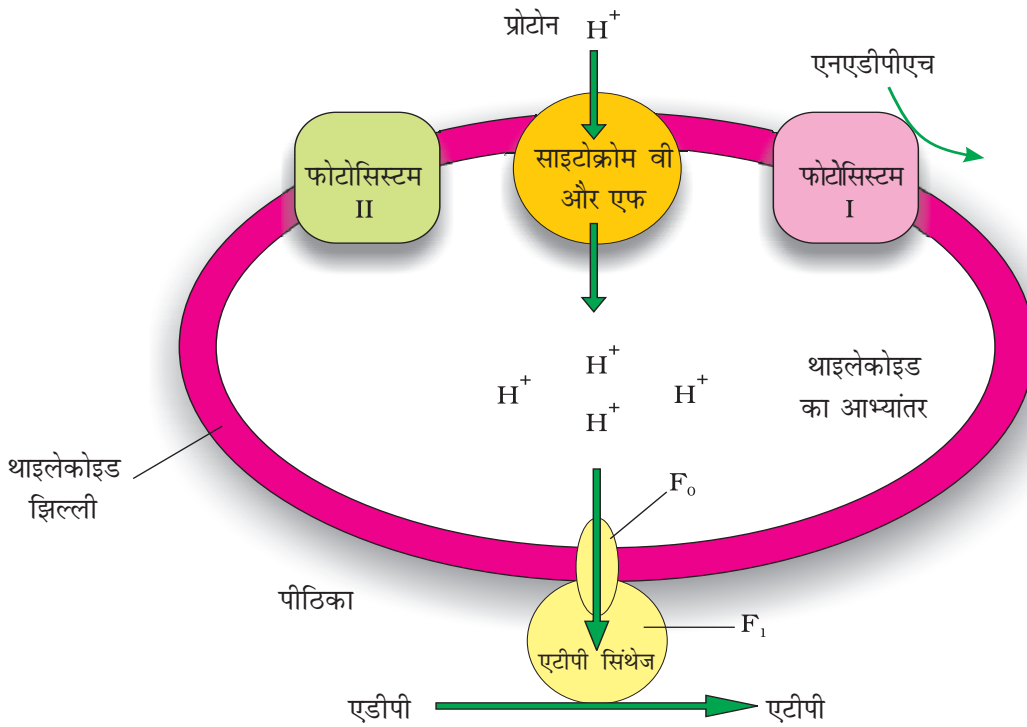 प्रोटोन H⁺
एनएडीपीएच
फोटोसिस्टम
II
साइटोक्रोम वी
और एफ
फोटोसिस्टम
I
H⁺
H⁺
H⁺
H⁺
थाइलेकोइड
का आभ्यांतर
थाइलेकोइड
झिल्ली
F₀
पीठिका
F₁
एटीपी सिंथेज
एडीपी
एटीपी